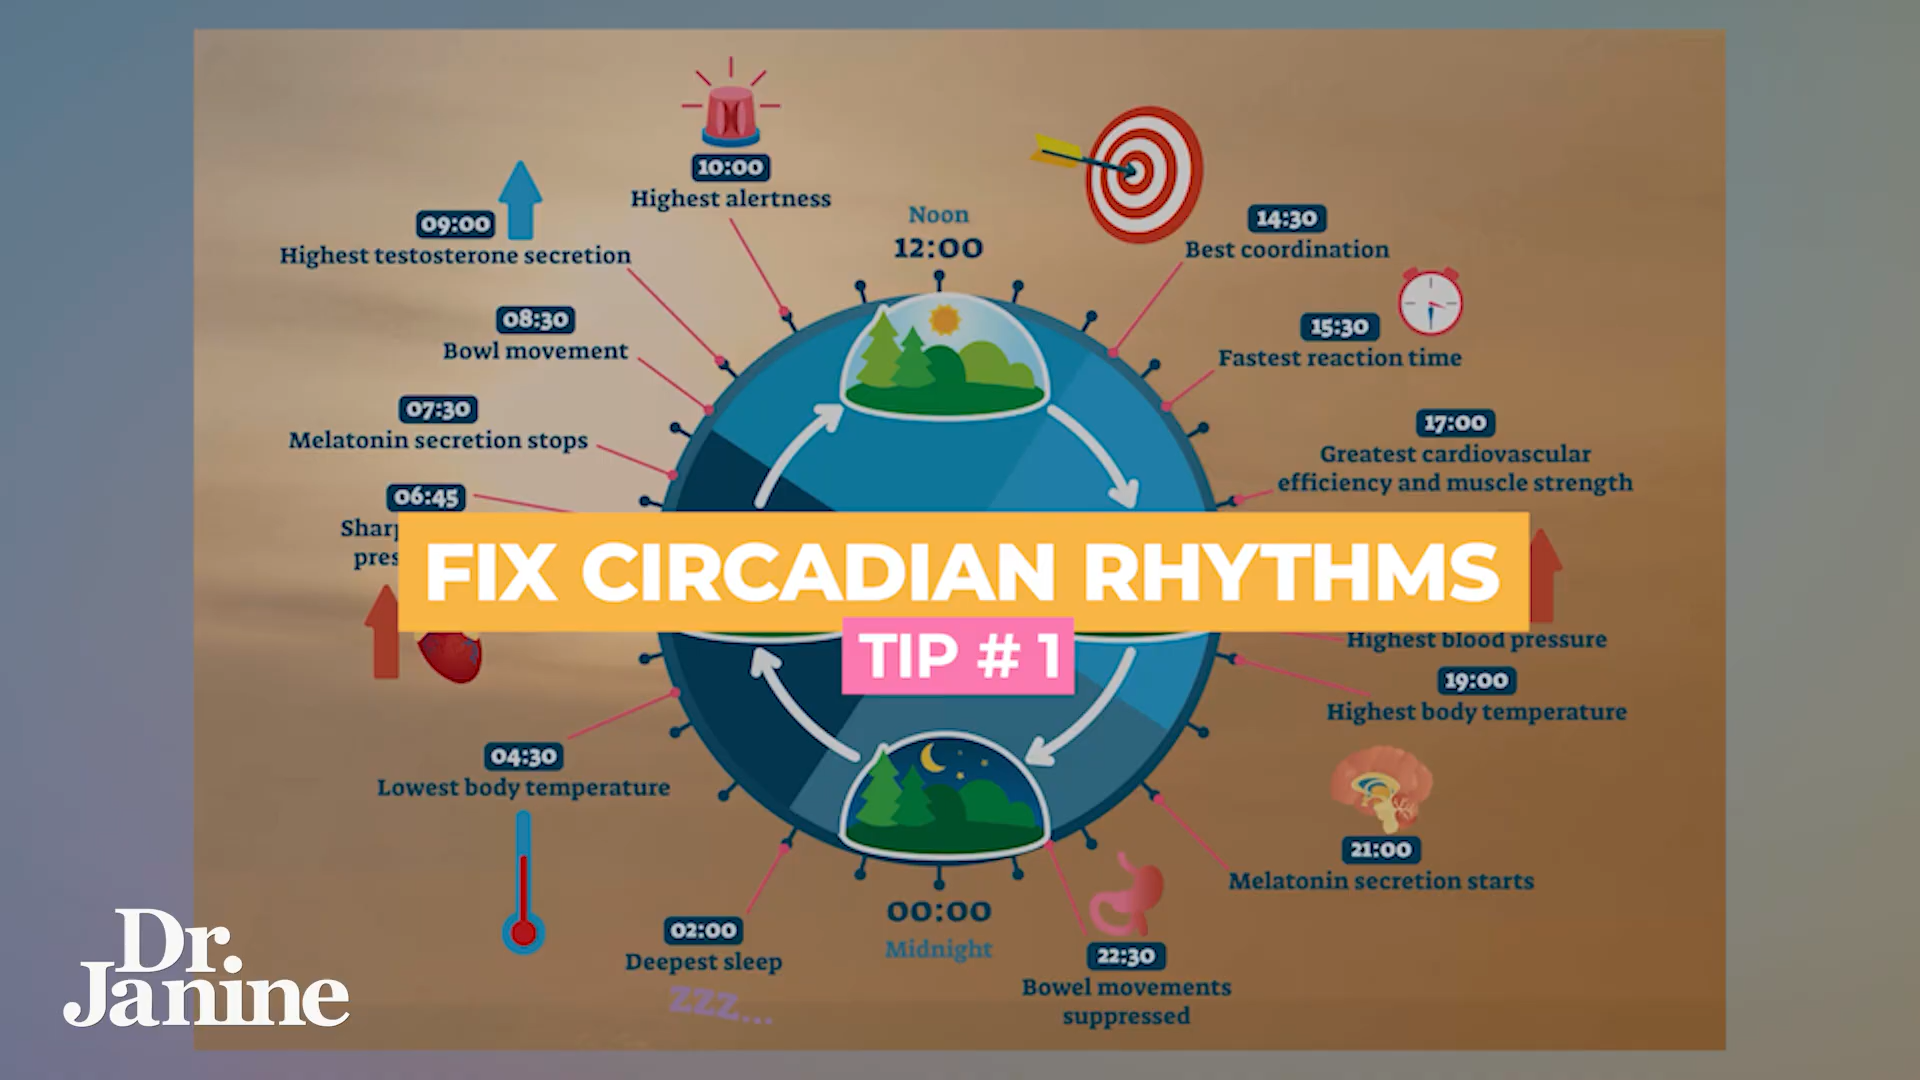 10:00
Highest alertness
09:00
Highest testosterone secretion
08:30
Bowl movement
07:30
Melatonin secretion stops
06:45
Noon
12:00
14:30
Best coordination
15:30
Fastest reaction time
17:00
Greatest cardiovascular
efficiency and muscle strength
FIX CIRCADIAN RHYTHMS
TIP # 1
Highest blood pressure
19:00
Highest body temperature
04:30
Lowest body temperature
21:00
Melatonin secretion starts
02:00
Deepest sleep
ZZZ...
00:00
Midnight
22:30
Bowel movements
suppressed
Dr.
Janine